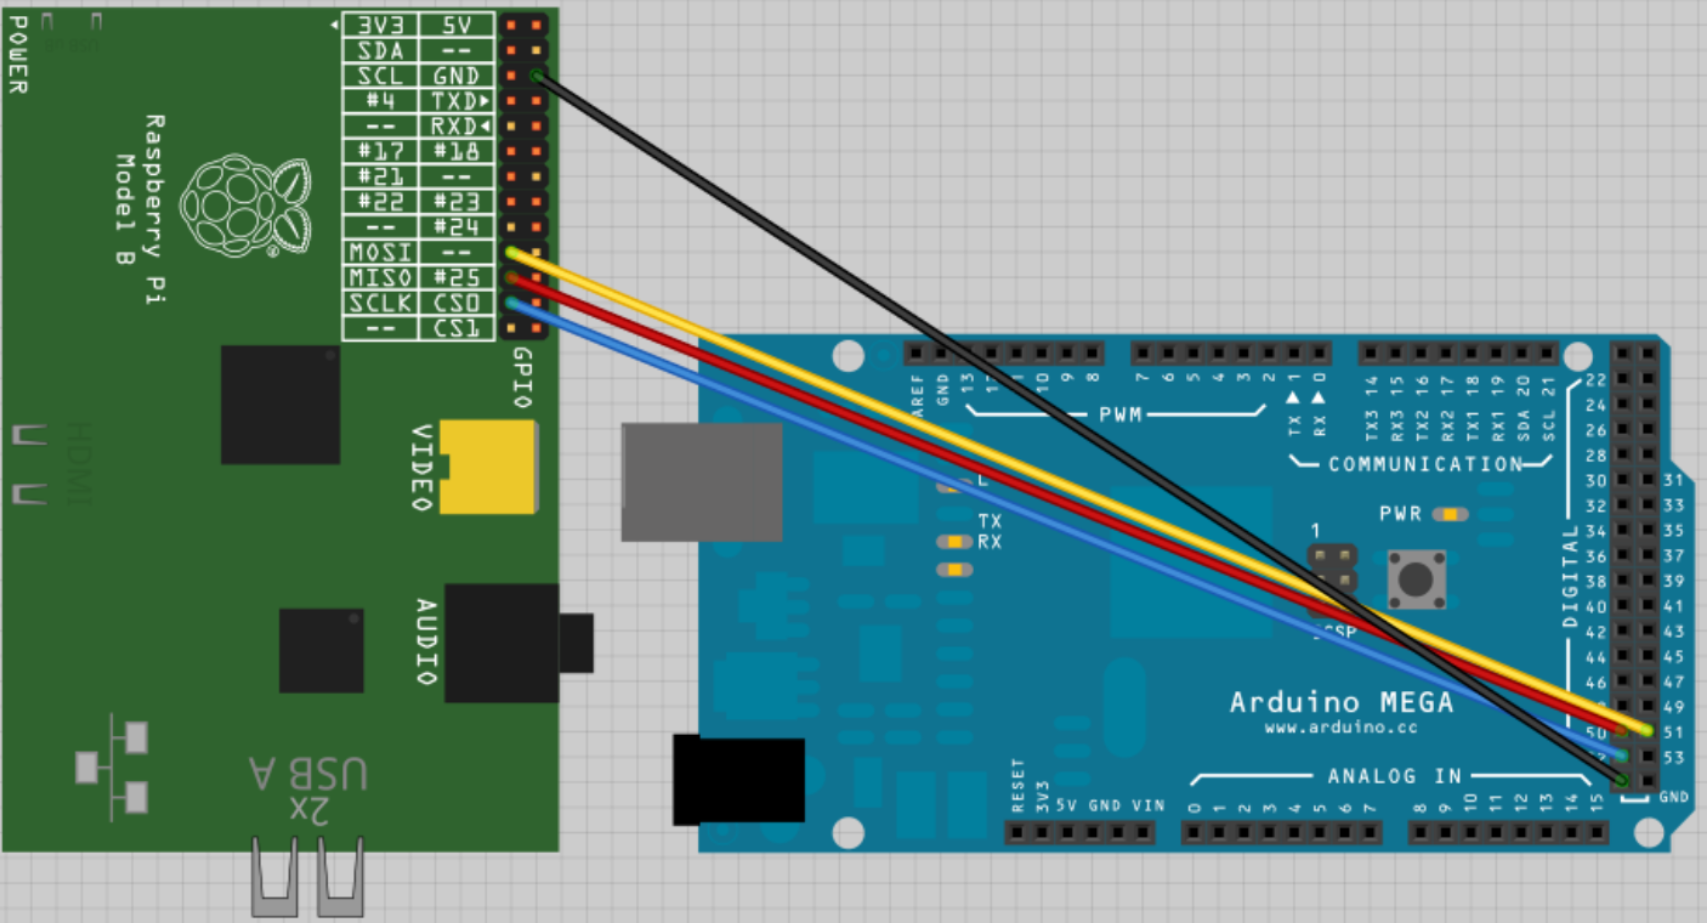 POWER
3V3 5V
SDA --
SCL GND
#4 TXD
-- RXD
#17 #18
#21 --
#22 #23
-- #24
MOSI --
MISO #25
SCLK CS0
-- CS1
GPIO
Raspberry Pi
Model B
®
HDMI
VIDEO
AUDIO
USB A
2x
AREF GND 13 10 9 8
7 6 5 4 3 2 1 0
TX RX
PWM
TX3 14 RX3 15 TX2 16 RX2 17 TX1 18 RX1 19 SDA 20 SCL 21
COMMUNICATION
L
TX
RX
PWR
1
ICSP
DIGITAL
22
24
26
28
30 31
32 33
34 35
36 37
38 39
40 41
42 43
44 45
46 47
49
50 51
53
GND
Arduino MEGA
www.arduino.cc
ANALOG IN
RESET 3V3 5V GND VIN
0 1 2 3 4 5 6 7
8 9 10 11 12 13 14 15